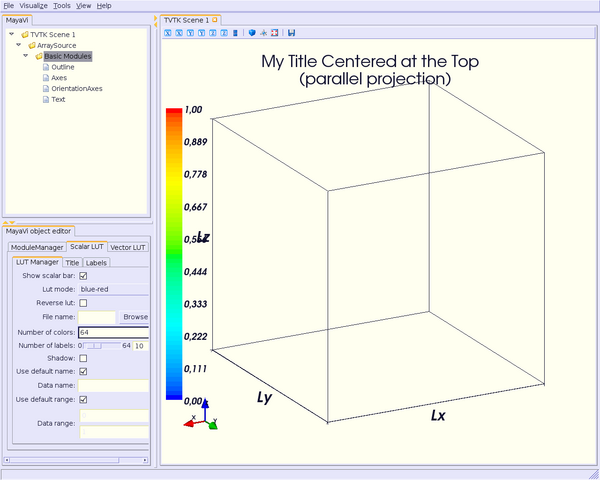 File Visualize Tools View Help
MayaVi
TVTK Scene 1
ArraySource
Basic Modules
Outline
Axes
OrientationAxes
Text
MayaVi object editor
ModuleManager Scalar LUT Vector LUT
LUT Manager Title Labels
Show scalar bar:
Lut mode: blue-red
Reverse lut:
File name: Browse
Number of colors: 64
Number of labels: 0 64 10
Shadow:
Use default name:
Data name:
Use default range:
Data range:
TVTK Scene 1
My Title Centered at the Top
(parallel projection)
1,00
0,889
0,778
0,667
Lz
0,444
0,333
0,222
0,111
0,00
Ly
Lx
X